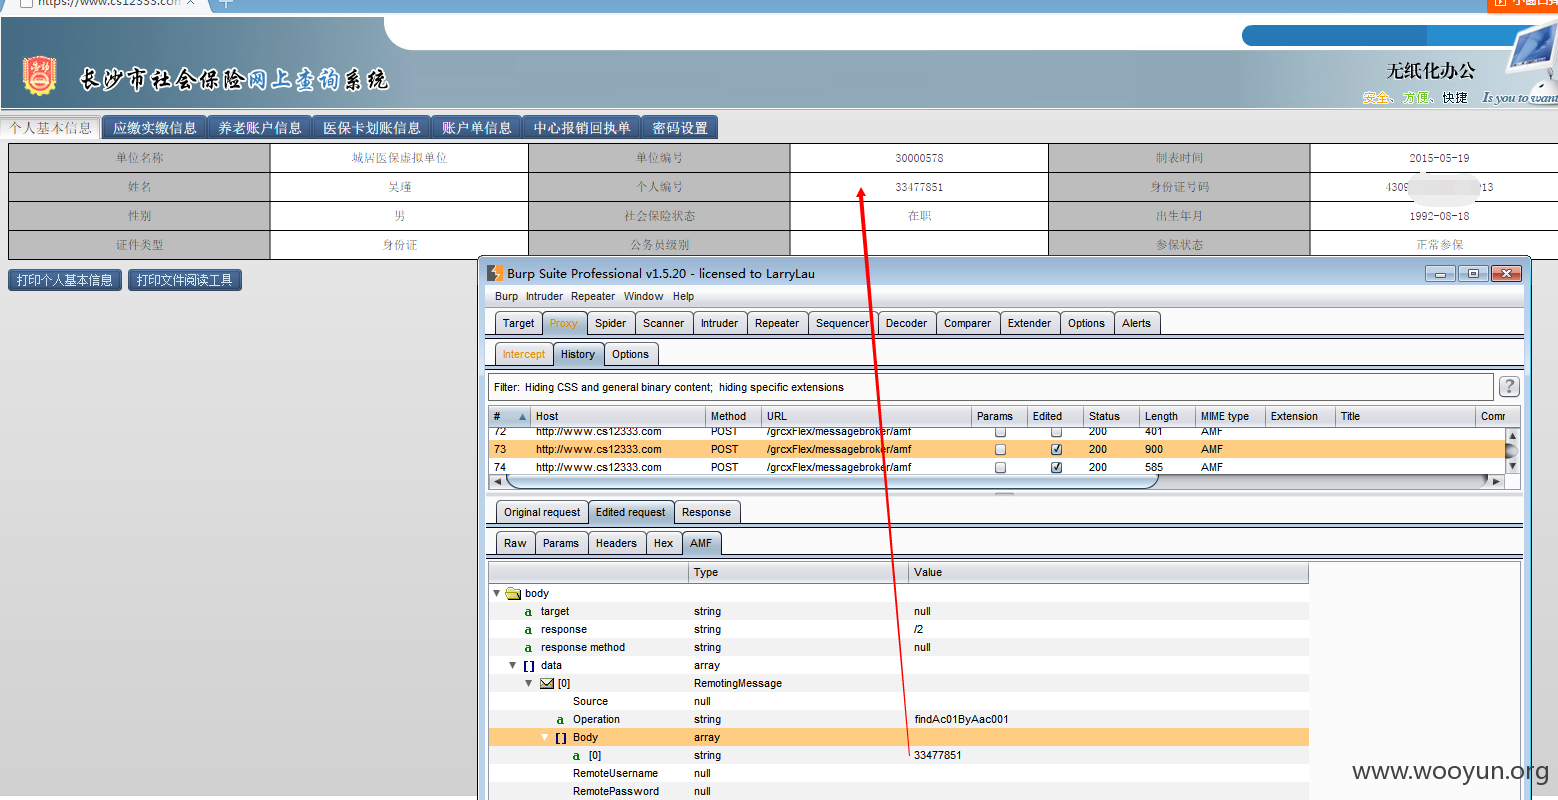 https://www.cs12333.com
长沙市社会保险网上查询系统
无纸化办公
安全、方便、快捷 Is you to want
个人基本信息 应缴实缴信息 养老账户信息 医保卡划账信息 账户单信息 中心报销回执单 密码设置
单位名称 城居医保虚拟单位 单位编号 30000578 制表时间 2015-05-19
姓名 吴瑾 个人编号 33477851 身份证号码 4309 13
性别 男 社会保险状态 在职 出生年月 1992-08-18
证件类型 身份证 公务员级别 参保状态 正常参保
打印个人基本信息 打印文件阅读工具
Burp Suite Professional v1.5.20 - licensed to LarryLau
Burp Intruder Repeater Window Help
Target Proxy Spider Scanner Intruder Repeater Sequencer Decoder Comparer Extender Options Alerts
Intercept History Options
Filter: Hiding CSS and general binary content; hiding specific extensions
?
# Host Method URL Params Edited Status Length MIME type Extension Title Comr
72 http://www.cs12333.com POST /grcxFlex/messagebroker/amf 200 401 AMF
73 http://www.cs12333.com POST /grcxFlex/messagebroker/amf 200 900 AMF
74 http://www.cs12333.com POST /grcxFlex/messagebroker/amf 200 585 AMF
Original request Edited request Response
Raw Params Headers Hex AMF
Type Value
body
a target string null
a response string /2
a response method string null
[] data array
[0] RemotingMessage
Source null
a Operation string findAc01ByAac001
[] Body array
a [0] string 33477851
RemoteUsername null
RemotePassword null
www.wooyun.org